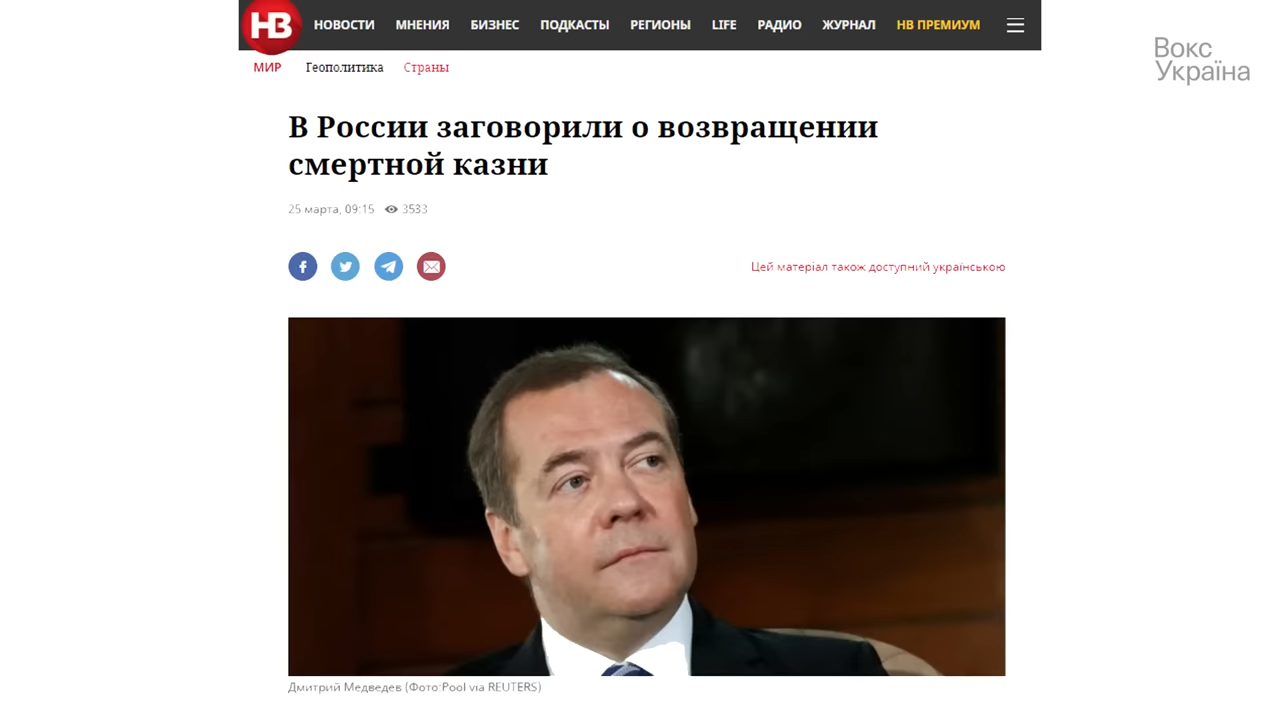 НВ НОВОСТИ МНЕНИЯ БИЗНЕС ПОДКАСТЫ РЕГИОНЫ LIFE РАДИО ЖУРНАЛ НВ ПРЕМИУМ
Вокс
Україна
МИР Геополитика Страны
В России заговорили о возвращении
смертной казни
25 марта, 09:15 3533
Цей матеріал також доступний українською
Дмитрий Медведев (Фото:Pool via REUTERS)